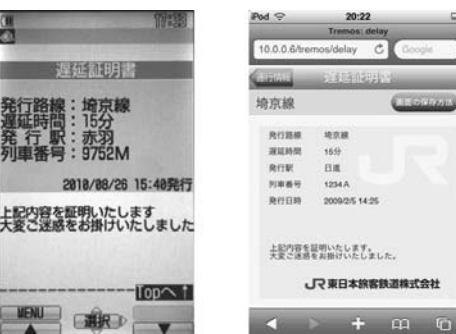 17:33
遅延証明書
発行路線：埼京線
遅延時間：15分
発 行 駅：赤羽
列車番号：9752M
2010/08/26 15:40発行
上記内容を証明いたします
大変ご迷惑をお掛けいたしました
Topへ↑
MENU
選択
iPod
20:22
Tremos: delay
10.0.0.6/tremos/delay
Google
運行情報
遅延証明書
埼京線
画面の保存方法
発行路線 埼京線
遅延時間 15分
発行駅 日進
列車番号 1234A
発行日時 2009/2/5 14:25
JR
上記内容を証明いたします。
大変ご迷惑をお掛けいたしました。
JR東日本旅客鉄道株式会社